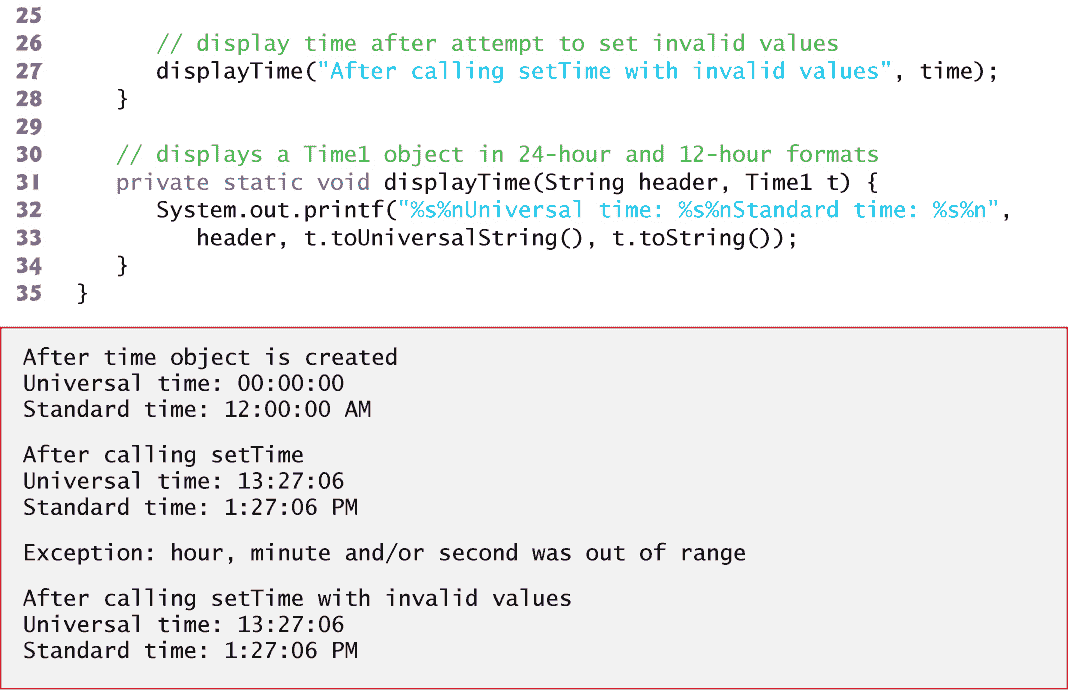 25
26 // display time after attempt to set invalid values
27 displayTime("After calling setTime with invalid values", time);
28 }
29
30 // displays a Time1 object in 24-hour and 12-hour formats
31 private static void displayTime(String header, Time1 t) {
32 System.out.printf("%s%nUniversal time: %s%nStandard time: %s%n",
33 header, t.toUniversalString(), t.toString());
34 }
35 }
After time object is created
Universal time: 00:00:00
Standard time: 12:00:00 AM
After calling setTime
Universal time: 13:27:06
Standard time: 1:27:06 PM
Exception: hour, minute and/or second was out of range
After calling setTime with invalid values
Universal time: 13:27:06
Standard time: 1:27:06 PM